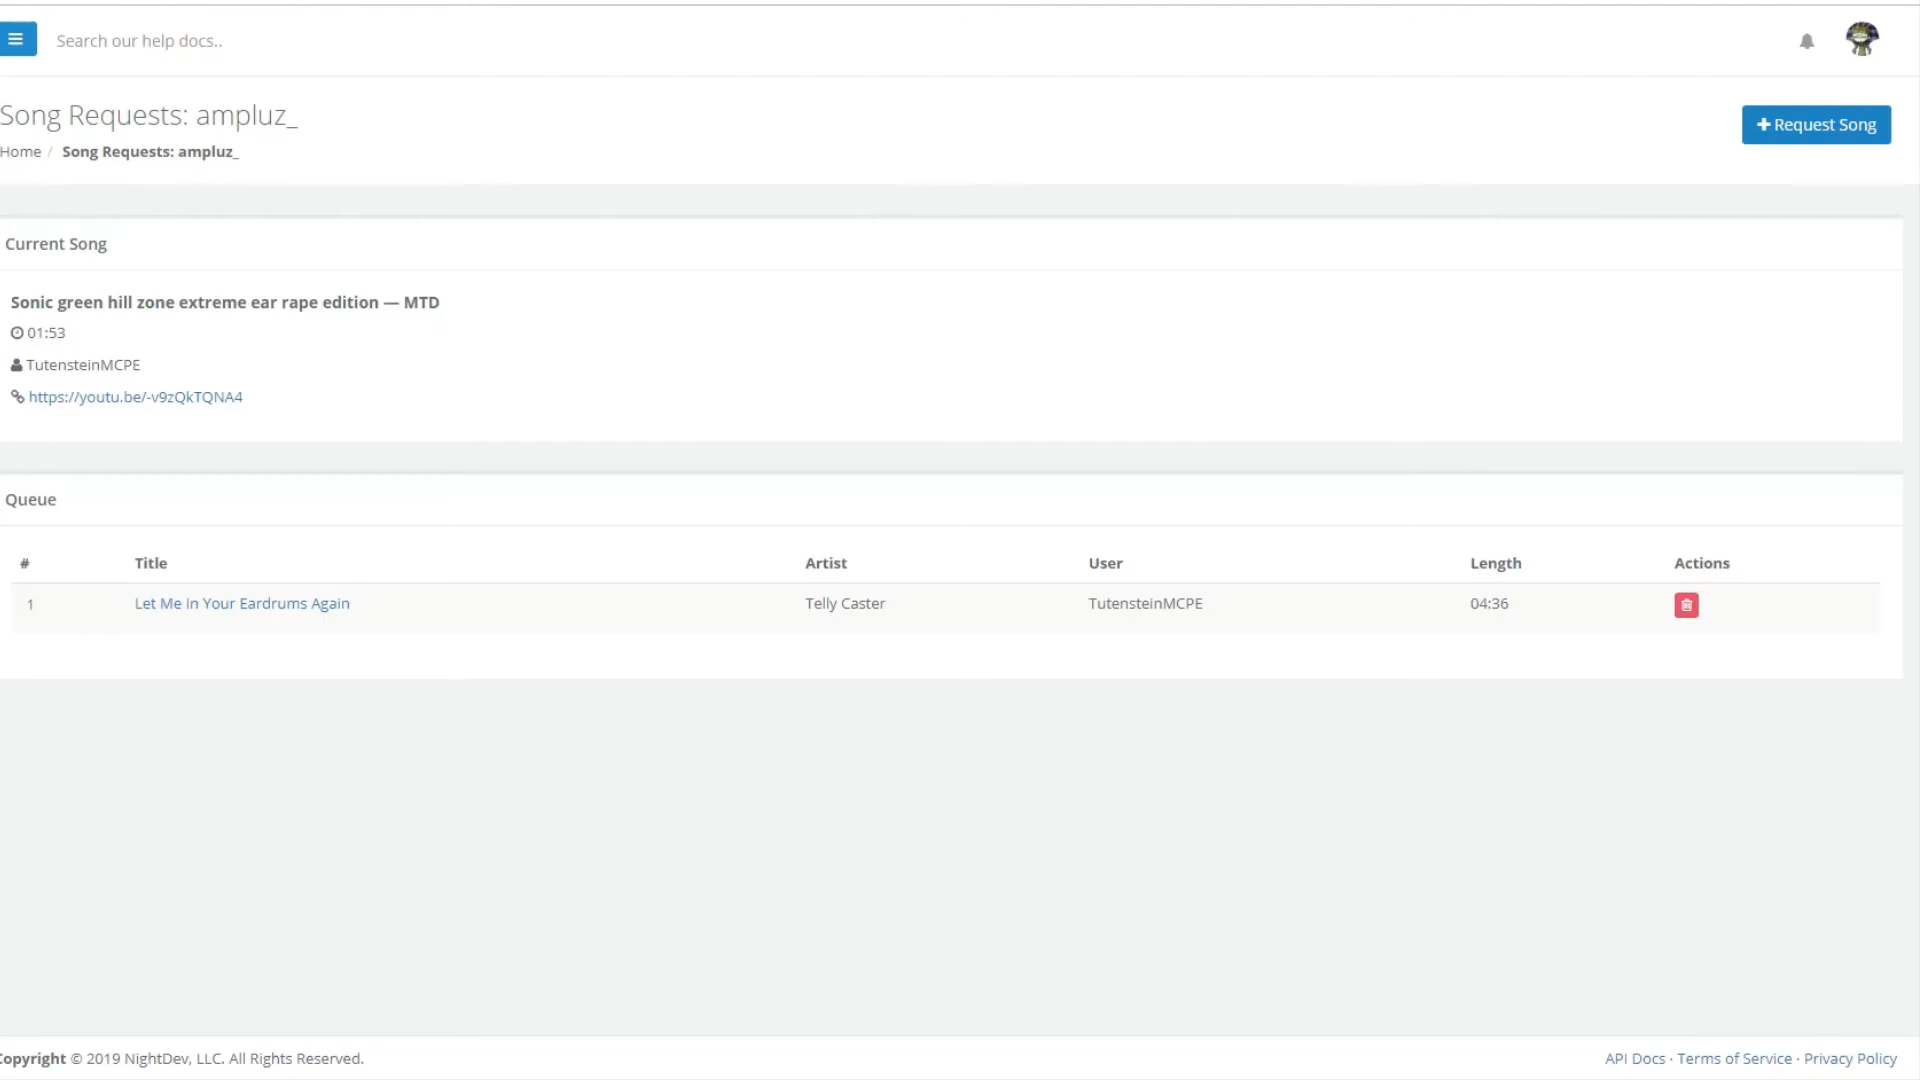 Search our help docs..
Song Requests: ampluz_
Home / Song Requests: ampluz_
Request Song
Current Song
Sonic green hill zone extreme ear rape edition — MTD
01:53
TutensteinMCPE
https://youtu.be/-v9zQkTQNA4
Queue
# Title Artist User Length Actions
1 Let Me In Your Eardrums Again Telly Caster TutensteinMCPE 04:36
Copyright © 2019 NightDev, LLC. All Rights Reserved.
API Docs · Terms of Service · Privacy Policy